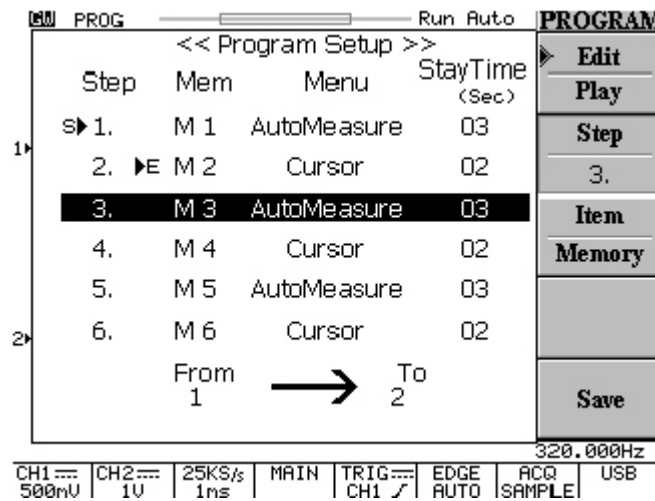 GW PROG Run Auto PROGRAM
<< Program Setup >>
Step Mem Menu StayTime (Sec)
S 1. M 1 AutoMeasure 03
2. E M 2 Cursor 02
3. M 3 AutoMeasure 03
4. M 4 Cursor 02
5. M 5 AutoMeasure 03
6. M 6 Cursor 02
From To
1 2
1
2
Edit
Play
Step
3.
Item
Memory
Save
320.000Hz
CH1 CH2 25KS/s MAIN TRIG EDGE ACQ USB
500mV 1V 1ms CH1 AUTO SAMPLE